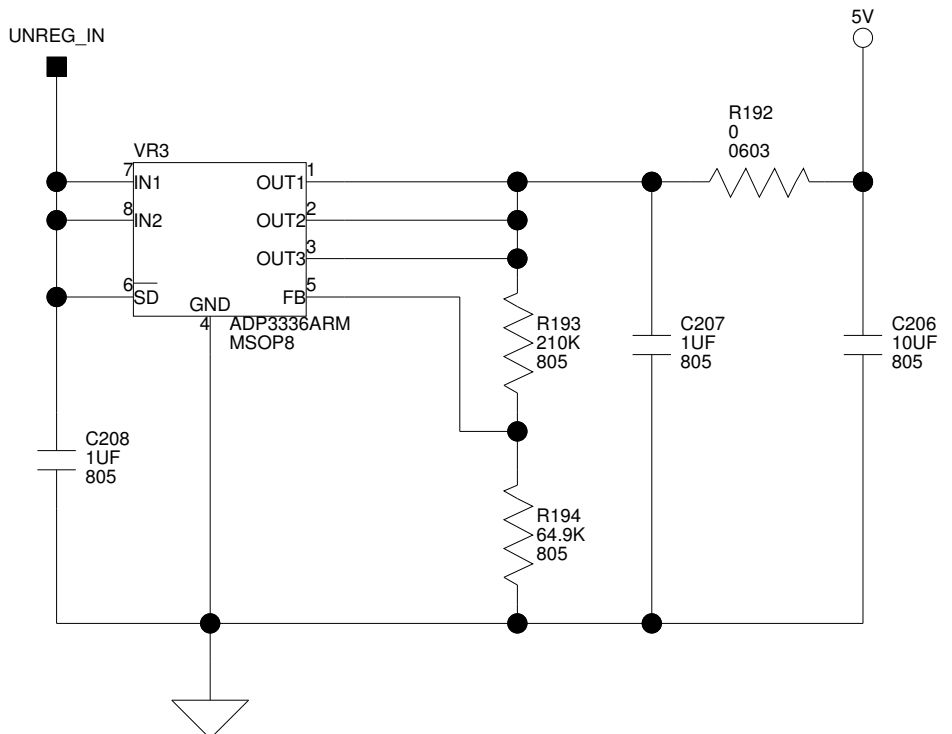 UNREG_IN
5V
R192
0
0603
VR3
7
IN1
OUT1
1
8
IN2
OUT2
2
OUT3
3
6
SD
GND
FB
5
4
ADP3336ARM
MSOP8
R193
210K
805
C207
1UF
805
C206
10UF
805
C208
1UF
805
R194
64.9K
805